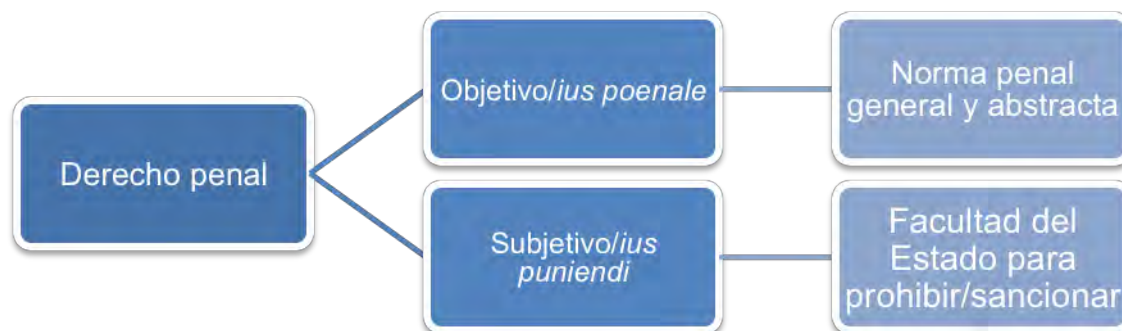 Derecho penal
Objetivo/ius poenale
Norma penal
general y abstracta
Subjetivo/ius
puniendi
Facultad del
Estado para
prohibir/sancionar